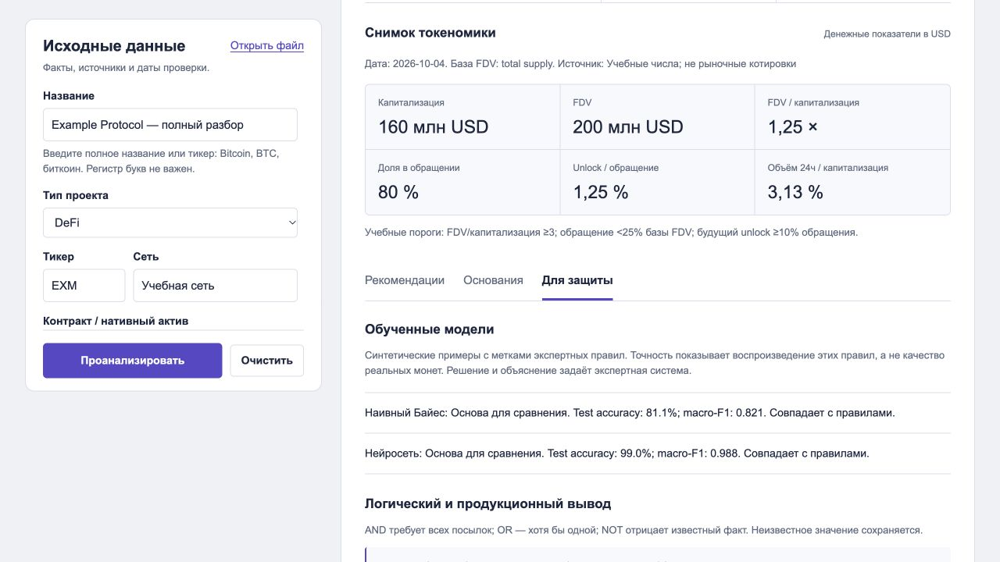 Исходные данные
Открыть файл
Факты, источники и даты проверки.
Название
Example Protocol — полный разбор
Введите полное название или тикер: Bitcoin, BTC,
биткоин. Регистр букв не важен.
Тип проекта
DeFi
Тикер
Сеть
EXM
Учебная сеть
Контракт / нативный актив
Проанализировать
Очистить
Снимок токеномики
Денежные показатели в USD
Дата: 2026-10-04. База FDV: total supply. Источник: Учебные числа; не рыночные котировки
Капитализация
FDV
FDV / капитализация
160 млн USD
200 млн USD
1,25 ×
Доля в обращении
Unlock / обращение
Объём 24ч / капитализация
80 %
1,25 %
3,13 %
Учебные пороги: FDV/капитализация ≥3; обращение <25% базы FDV; будущий unlock ≥10% обращения.
Рекомендации
Основания
Для защиты
Обученные модели
Синтетические примеры с метками экспертных правил. Точность показывает воспроизведение этих правил, а не качество
реальных монет. Решение и объяснение задаёт экспертная система.
Наивный Байес: Основа для сравнения. Test accuracy: 81.1%; macro-F1: 0.821. Совпадает с правилами.
Нейросеть: Основа для сравнения. Test accuracy: 99.0%; macro-F1: 0.988. Совпадает с правилами.
Логический и продукционный вывод
AND требует всех посылок; OR — хотя бы одной; NOT отрицает известный факт. Неизвестное значение сохраняется.